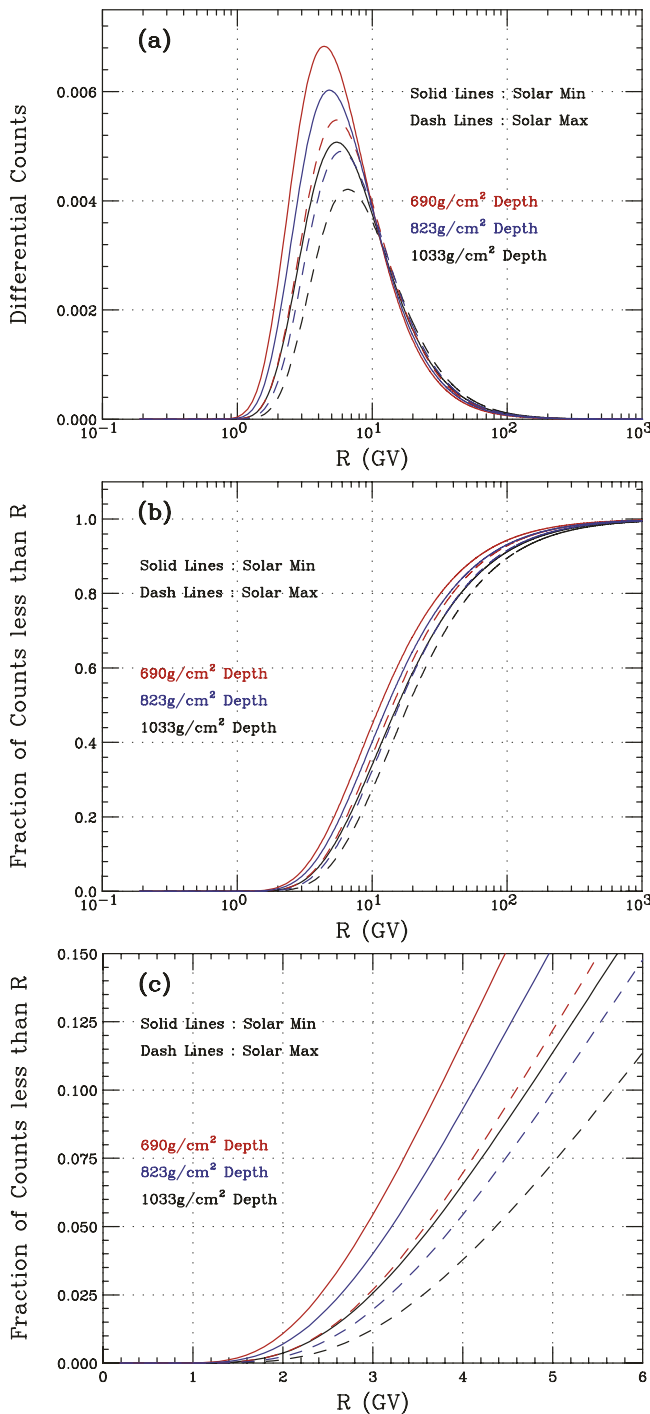 (a)
Solid Lines : Solar Min
Dash Lines : Solar Max
690g/cm² Depth
823g/cm² Depth
1033g/cm² Depth
Differential Counts
0.006
0.004
0.002
0.000
10⁻¹ 10⁰ 10¹ 10² 10³
R (GV)
(b)
Solid Lines : Solar Min
Dash Lines : Solar Max
690g/cm² Depth
823g/cm² Depth
1033g/cm² Depth
Fraction of Counts less than R
1.0
0.8
0.6
0.4
0.2
0.0
10⁻¹ 10⁰ 10¹ 10² 10³
R (GV)
(c)
Solid Lines : Solar Min
Dash Lines : Solar Max
690g/cm² Depth
823g/cm² Depth
1033g/cm² Depth
Fraction of Counts less than R
0.150
0.125
0.100
0.075
0.050
0.025
0.000
0 1 2 3 4 5 6
R (GV)